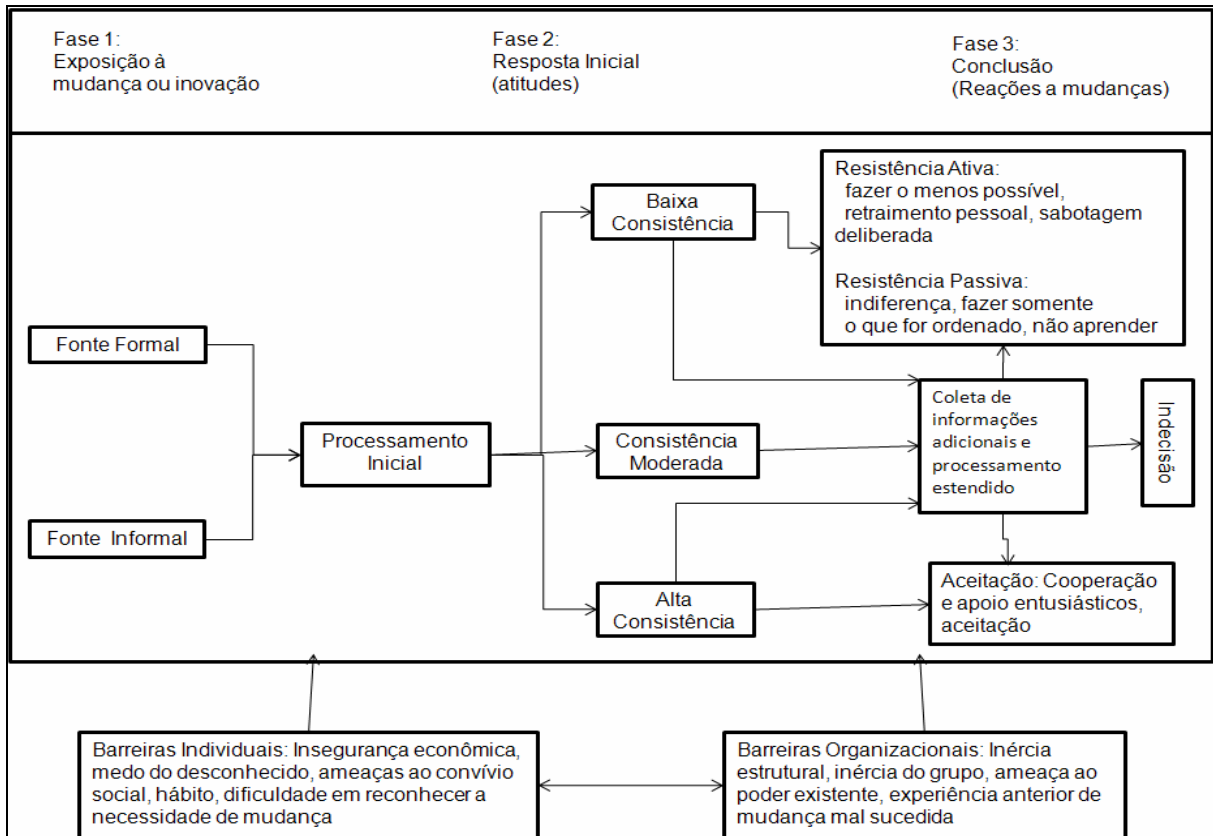 Fase 1:
Exposição à
mudança ou inovação
Fase 2:
Resposta Inicial
(atitudes)
Fase 3:
Conclusão
(Reações a mudanças)
Fonte Formal
Fonte Informal
Processamento
Inicial
Baixa
Consistência
Consistência
Moderada
Alta
Consistência
Resistência Ativa:
fazer o menos possível,
retraimento pessoal, sabotagem
deliberada
Resistência Passiva:
indiferença, fazer somente
o que for ordenado, não aprender
Coleta de
informações
adicionais e
processamento
estendido
Indecisão
Aceitação: Cooperação
e apoio entusiásticos,
aceitação
Barreiras Individuais: Insegurança econômica,
medo do desconhecido, ameaças ao convívio
social, hábito, dificuldade em reconhecer a
necessidade de mudança
Barreiras Organizacionais: Inércia
estrutural, inércia do grupo, ameaça ao
poder existente, experiência anterior de
mudança mal sucedida